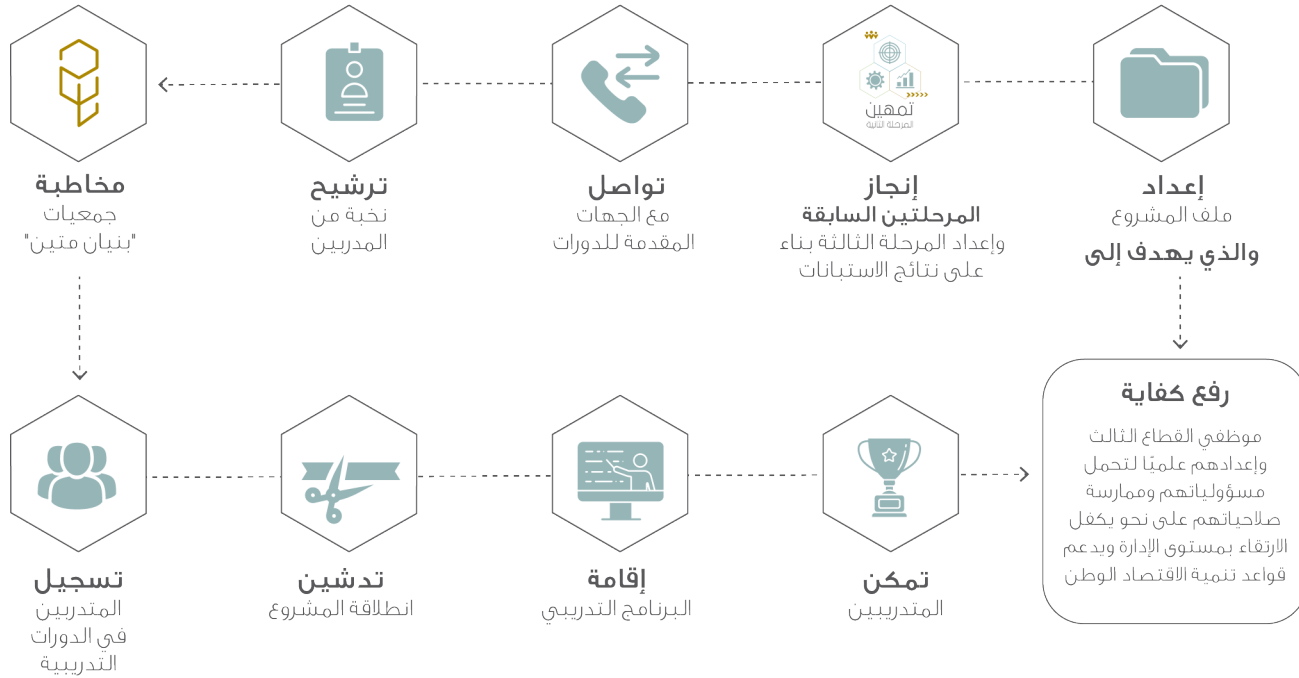 إعداد
ملف المشروع
والذي يهدف إلى
تمهين
المرحلة الثانية
إنجاز
المرحلتين السابقة
وإعداد المرحلة الثالثة بناء
على نتائج الاستبانات
تواصل
مع الجهات
المقدمة للدورات
ترشيح
نخبة من
المدربين
مخاطبة
جمعيات
"بنيان متين"
تسجيل
المتدربين
في الدورات
التدريبية
تدشين
انطلاقة المشروع
إقامة
البرنامج التدريبي
تمكن
المتدريبين
رفع كفاية
موظفي القطاع الثالث
وإعدادهم علميًا لتحمل
مسؤولياتهم وممارسة
صلاحياتهم على نحو يكفل
الارتقاء بمستوى الإدارة ويدعم
قواعد تنمية الاقتصاد الوطن